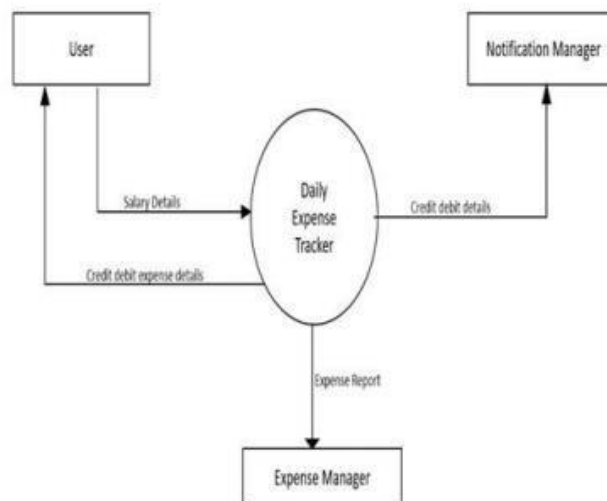 User
Notification Manager
Daily
Expense
Tracker
Salary Details
Credit debit details
Credit debit expense details
Expense Report
Expense Manager